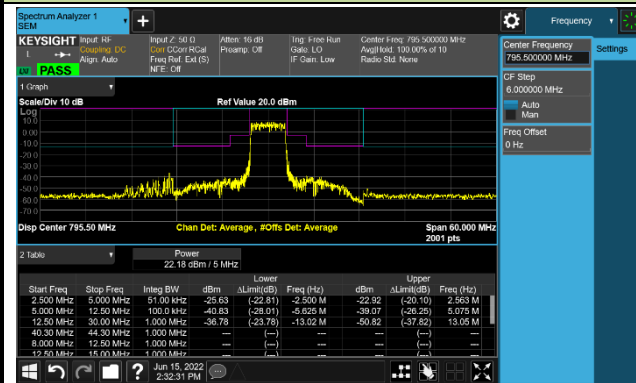 Spectrum Analyzer 1
SEM
Frequency
KEYSIGHT Input: RF Input Z: 50 Ω Atten: 16 dB Trig: Free Run Center Freq: 795.500000 MHz
Coupling: DC Corr CCorr RCal Preamp: Off Gate: LO Avg|Hold: 100.00% of 10
Align: Auto Freq Ref: Ext (S) IF Gain: Low Radio Std: None
NFE: Off
L
PASS
Center Frequency
795.500000 MHz
Settings
CF Step
6.000000 MHz
Auto
Man
Freq Offset
0 Hz
1 Graph
Scale/Div 10 dB Ref Value 20.0 dBm
Log
10.0
0.00
-10.0
-20.0
-30.0
-40.0
-50.0
-60.0
-70.0
Disp Center 795.50 MHz Chan Det: Average, #Offs Det: Average Span 60.000 MHz
2001 pts
2 Table
Power
22.18 dBm / 5 MHz
Lower Upper
Start Freq Stop Freq Integ BW dBm ΔLimit(dB) Freq (Hz) dBm ΔLimit(dB) Freq (Hz)
2.500 MHz 5.000 MHz 51.00 kHz -25.63 (-22.81) -2.500 M -22.92 (-20.10) 2.563 M
5.000 MHz 12.50 MHz 100.0 kHz -40.83 (-28.01) -5.625 M -39.07 (-26.25) 5.075 M
12.50 MHz 30.00 MHz 1.000 MHz -36.78 (-23.78) -13.02 M -50.82 (-37.82) 13.05 M
40.30 MHz 44.30 MHz 1.000 MHz --- (---) --- --- (---) ---
8.000 MHz 12.50 MHz 1.000 MHz --- (---) --- --- (---) ---
12.50 MHz 15.00 MHz 1.000 MHz --- (---) --- --- (---) ---
Jun 15, 2022
2:32:31 PM